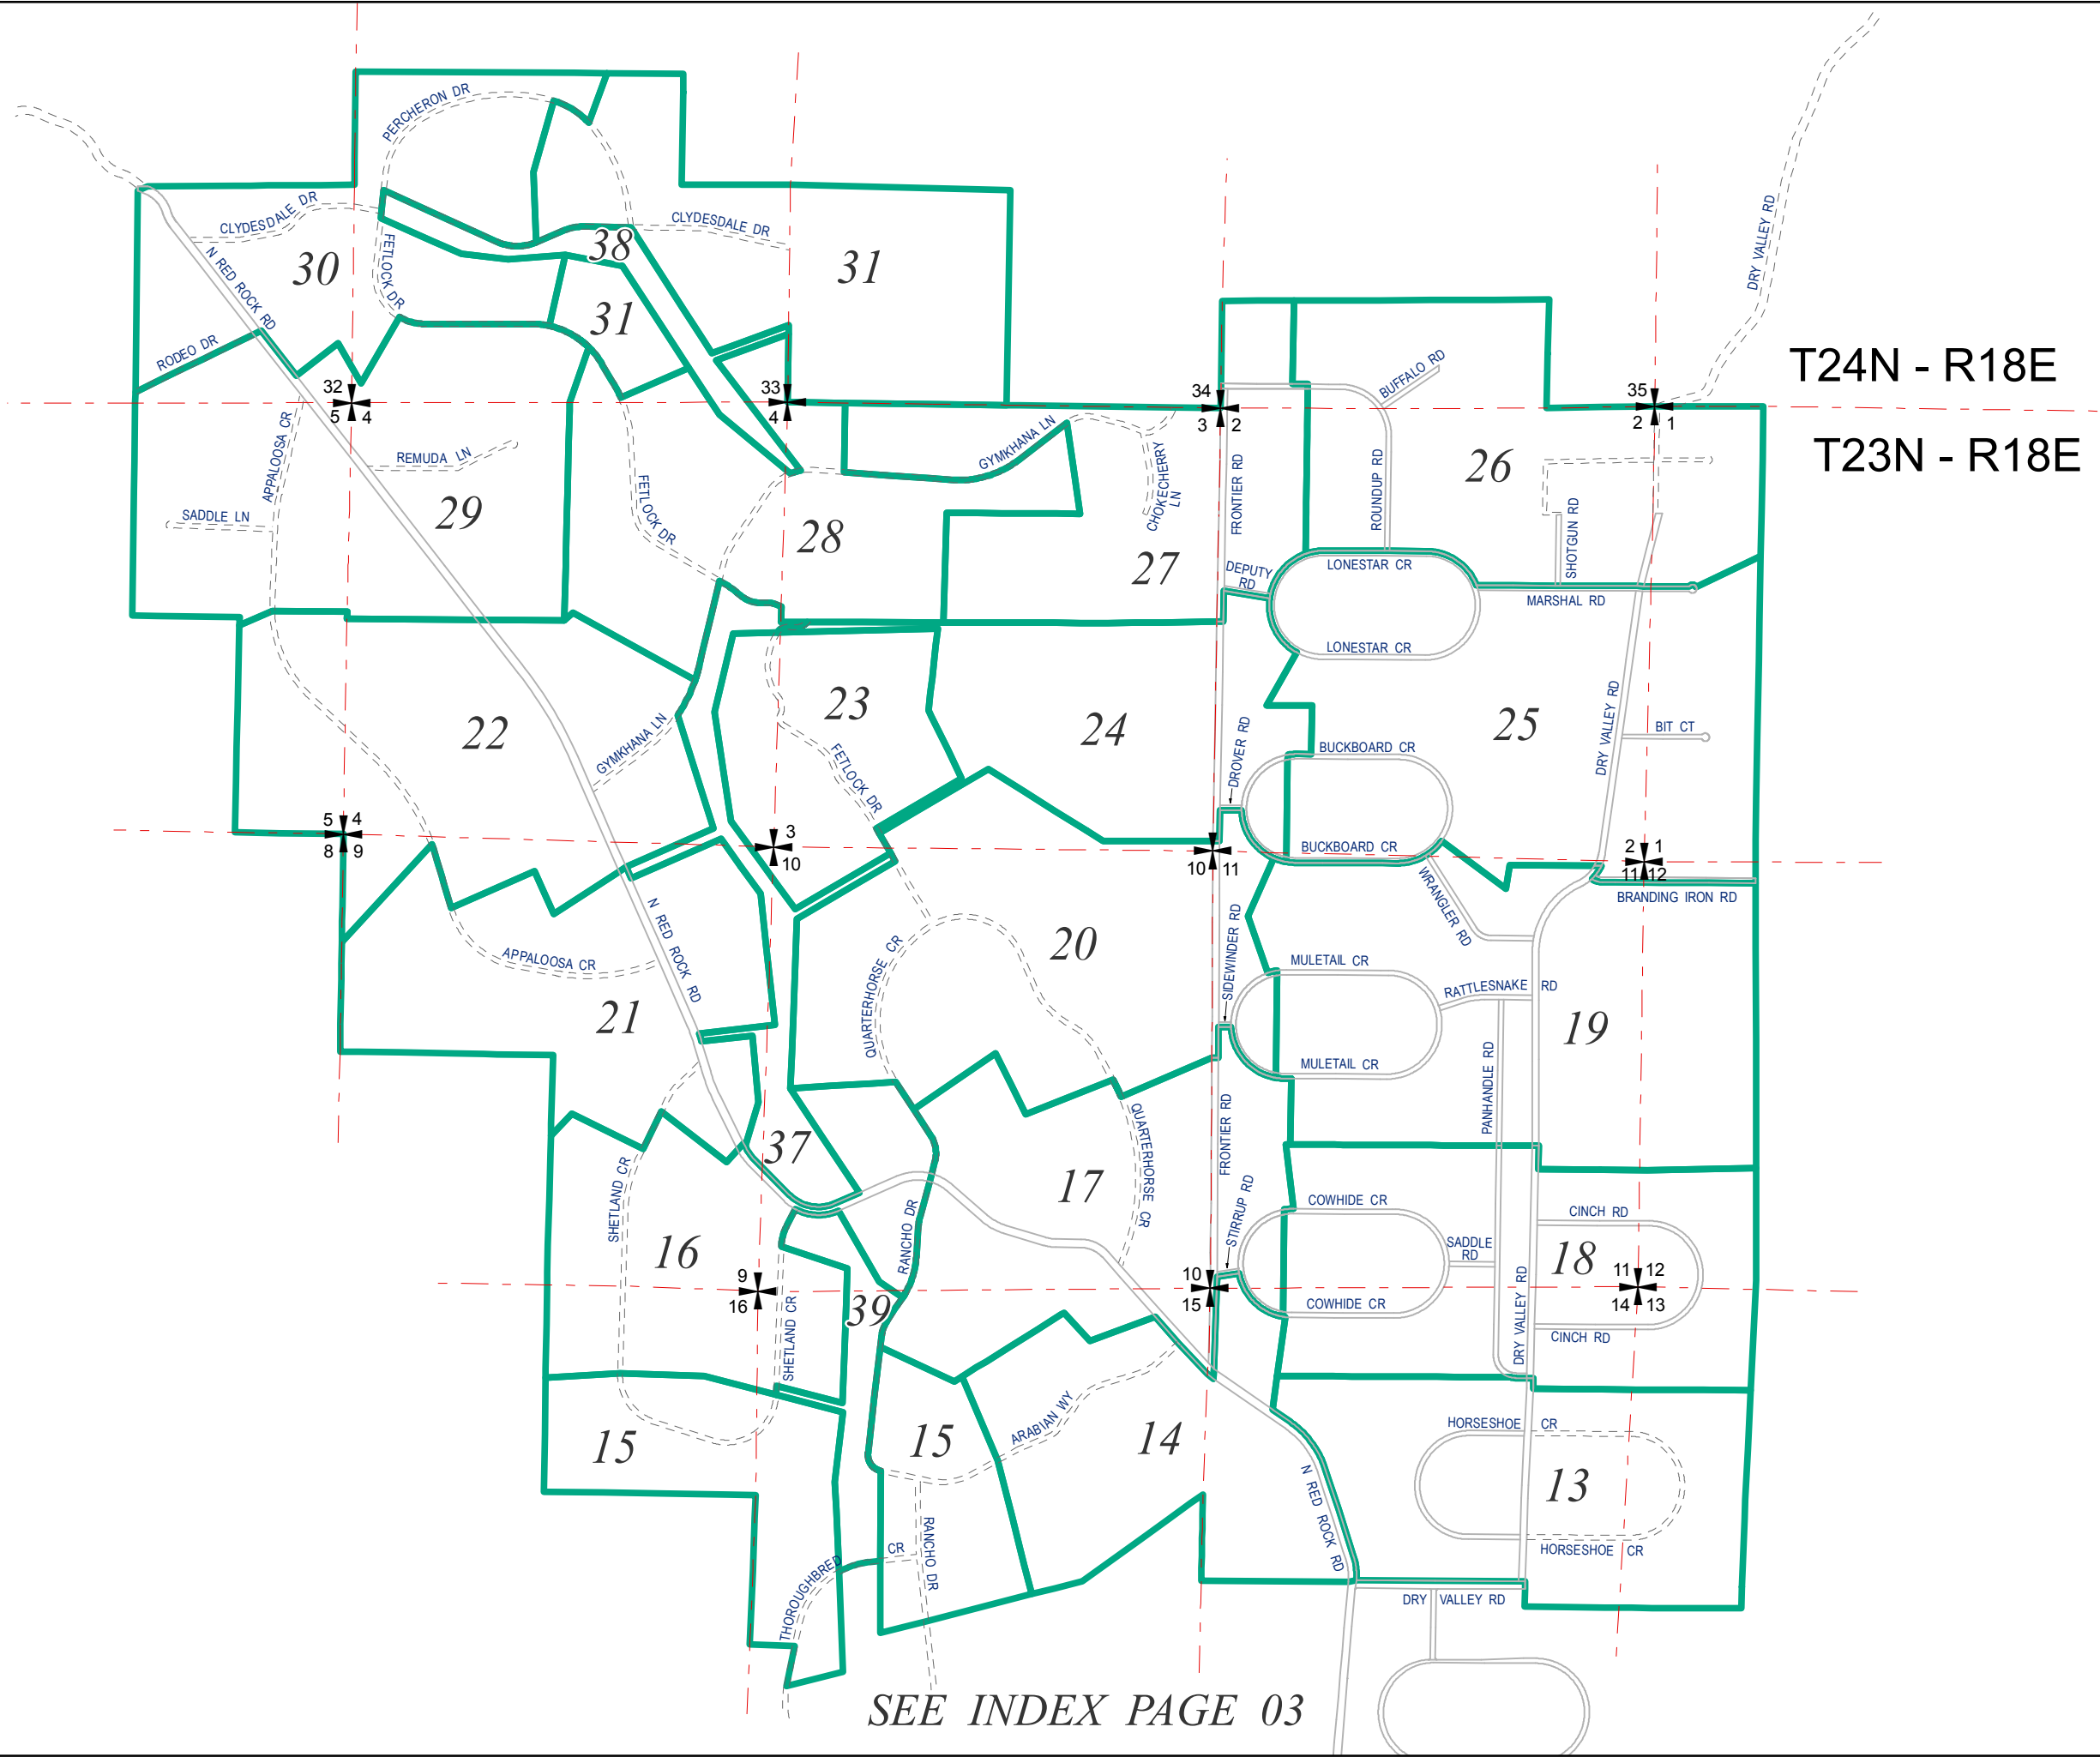 PERCHERON DR
CLYDESDALE DR
CLYDESDALE DR
FETLOCK DR
N RED ROCK RD
38
30
31
31
RODEO DR
DRY VALLEY RD
T24N - R18E
T23N - R18E
32
5 4
33
4
34
3 2
35
2 1
BUFFALO RD
APPALOOSA CR
REMUDA LN
SADDLE LN
29
FETLOCK DR
28
GYMKHANA LN
CHOKECHERRY LN
27
FRONTIER RD
ROUNDUP RD
26
SHOTGUN RD
DEPUTY RD
LONESTAR CR
MARSHAL RD
LONESTAR CR
22
GYMKHANA LN
23
FETLOCK DR
24
DROVER RD
BUCKBOARD CR
25
DRY VALLEY RD
BIT CT
5 4
8 9
3
10
10 11
BUCKBOARD CR
2 1
11 12
BRANDING IRON RD
WRANGLER RD
APPALOOSA CR
N RED ROCK RD
21
QUARTERHORSE CR
20
SIDEWINDER RD
MULETAIL CR
RATTLESNAKE RD
19
MULETAIL CR
PANHANDLE RD
37
SHETLAND CR
16
17
QUARTERHORSE CR
FRONTIER RD
STIRRUP RD
COWHIDE CR
SADDLE RD
CINCH RD
18
RANCHO DR
9
16
10
15
11 12
14 13
39
SHETLAND CR
COWHIDE CR
DRY VALLEY RD
CINCH RD
15
15
ARABIAN WY
14
HORSESHOE CR
13
N RED ROCK RD
HORSESHOE CR
RANCHO DR
THOROUGHBRED CR
DRY VALLEY RD
SEE INDEX PAGE 03